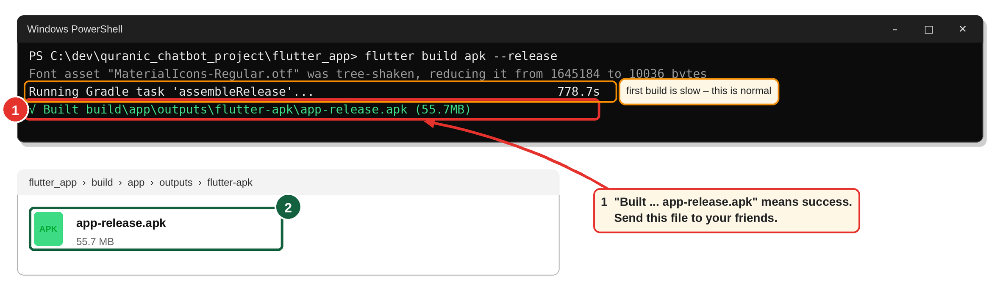 Windows PowerShell
PS C:\dev\quranic_chatbot_project\flutter_app> flutter build apk --release
Font asset "MaterialIcons-Regular.otf" was tree-shaken, reducing it from 1645184 to 10036 bytes
Running Gradle task 'assembleRelease'... 778.7s
first build is slow – this is normal
1
√ Built build\app\outputs\flutter-apk\app-release.apk (55.7MB)
flutter_app › build › app › outputs › flutter-apk
2
APK
app-release.apk
55.7 MB
1 "Built ... app-release.apk" means success.
Send this file to your friends.